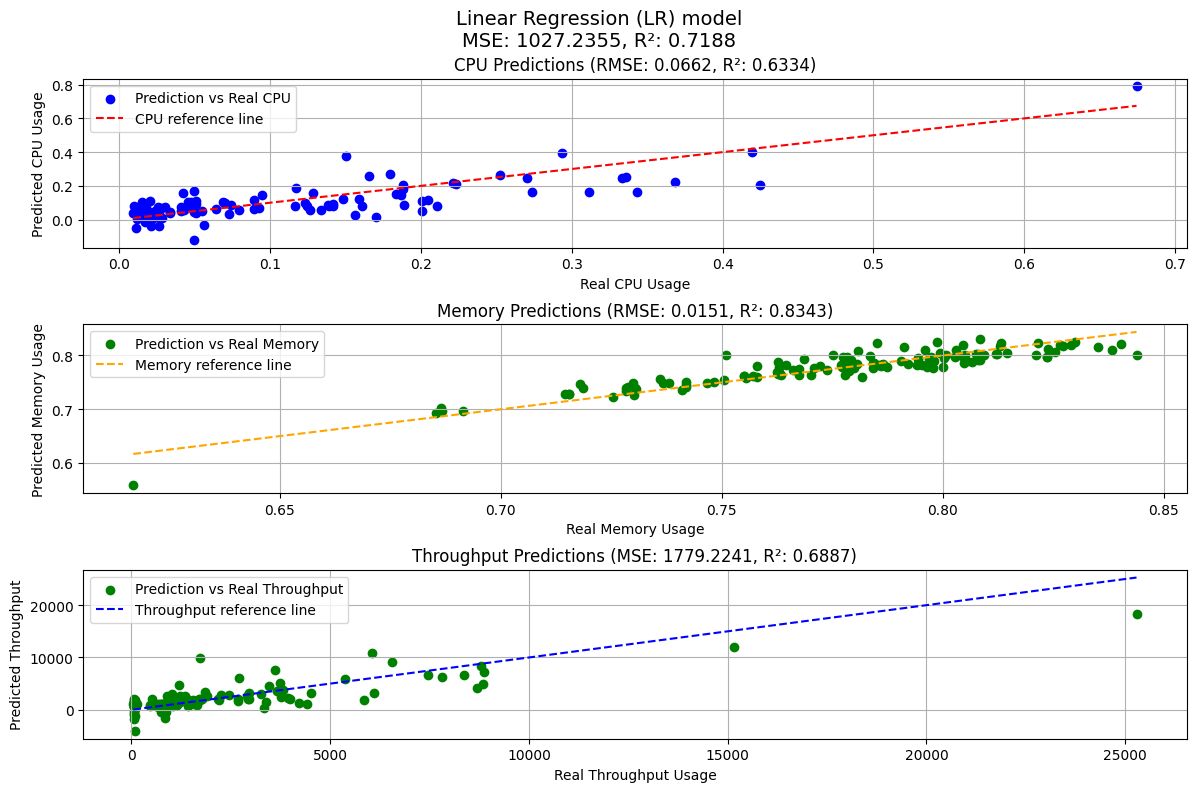 Linear Regression (LR) model
MSE: 1027.2355, R²: 0.7188
CPU Predictions (RMSE: 0.0662, R²: 0.6334)
Predicted CPU Usage
0.8
0.6
0.4
0.2
0.0
Prediction vs Real CPU
CPU reference line
0.0 0.1 0.2 0.3 0.4 0.5 0.6 0.7
Real CPU Usage
Memory Predictions (RMSE: 0.0151, R²: 0.8343)
Predicted Memory Usage
0.8
0.7
0.6
Prediction vs Real Memory
Memory reference line
0.65 0.70 0.75 0.80 0.85
Real Memory Usage
Throughput Predictions (MSE: 1779.2241, R²: 0.6887)
Predicted Throughput
20000
10000
0
Prediction vs Real Throughput
Throughput reference line
0 5000 10000 15000 20000 25000
Real Throughput Usage